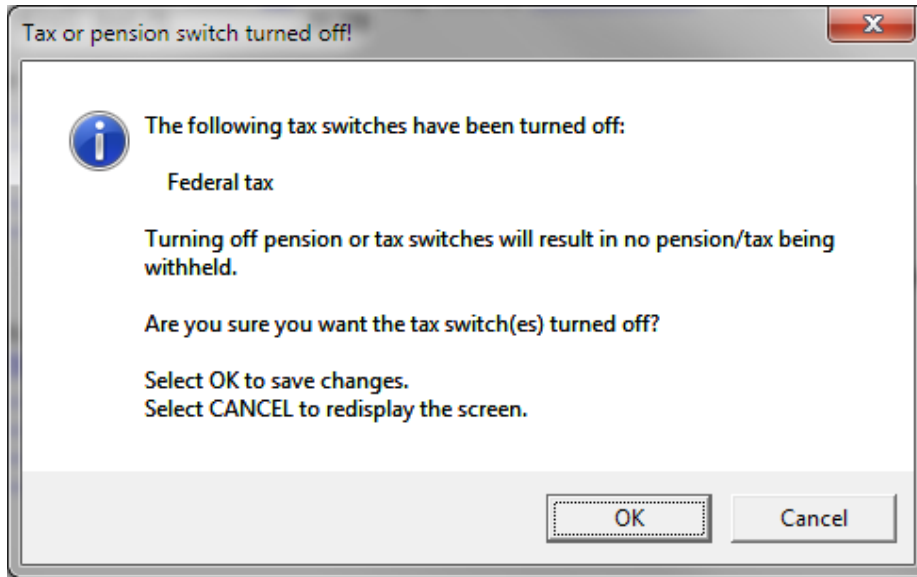 Tax or pension switch turned off!
The following tax switches have been turned off:
Federal tax
Turning off pension or tax switches will result in no pension/tax being
withheld.
Are you sure you want the tax switch(es) turned off?
Select OK to save changes.
Select CANCEL to redisplay the screen.
OK
Cancel